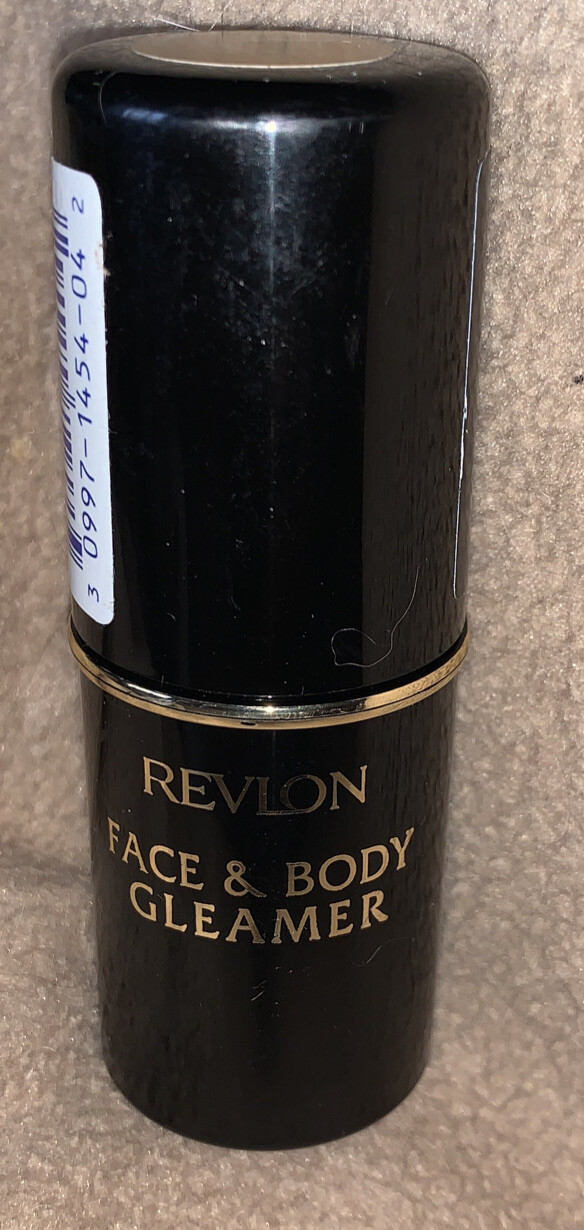 3 0997-1454-04 2
REVLON
FACE & BODY
GLEAMER